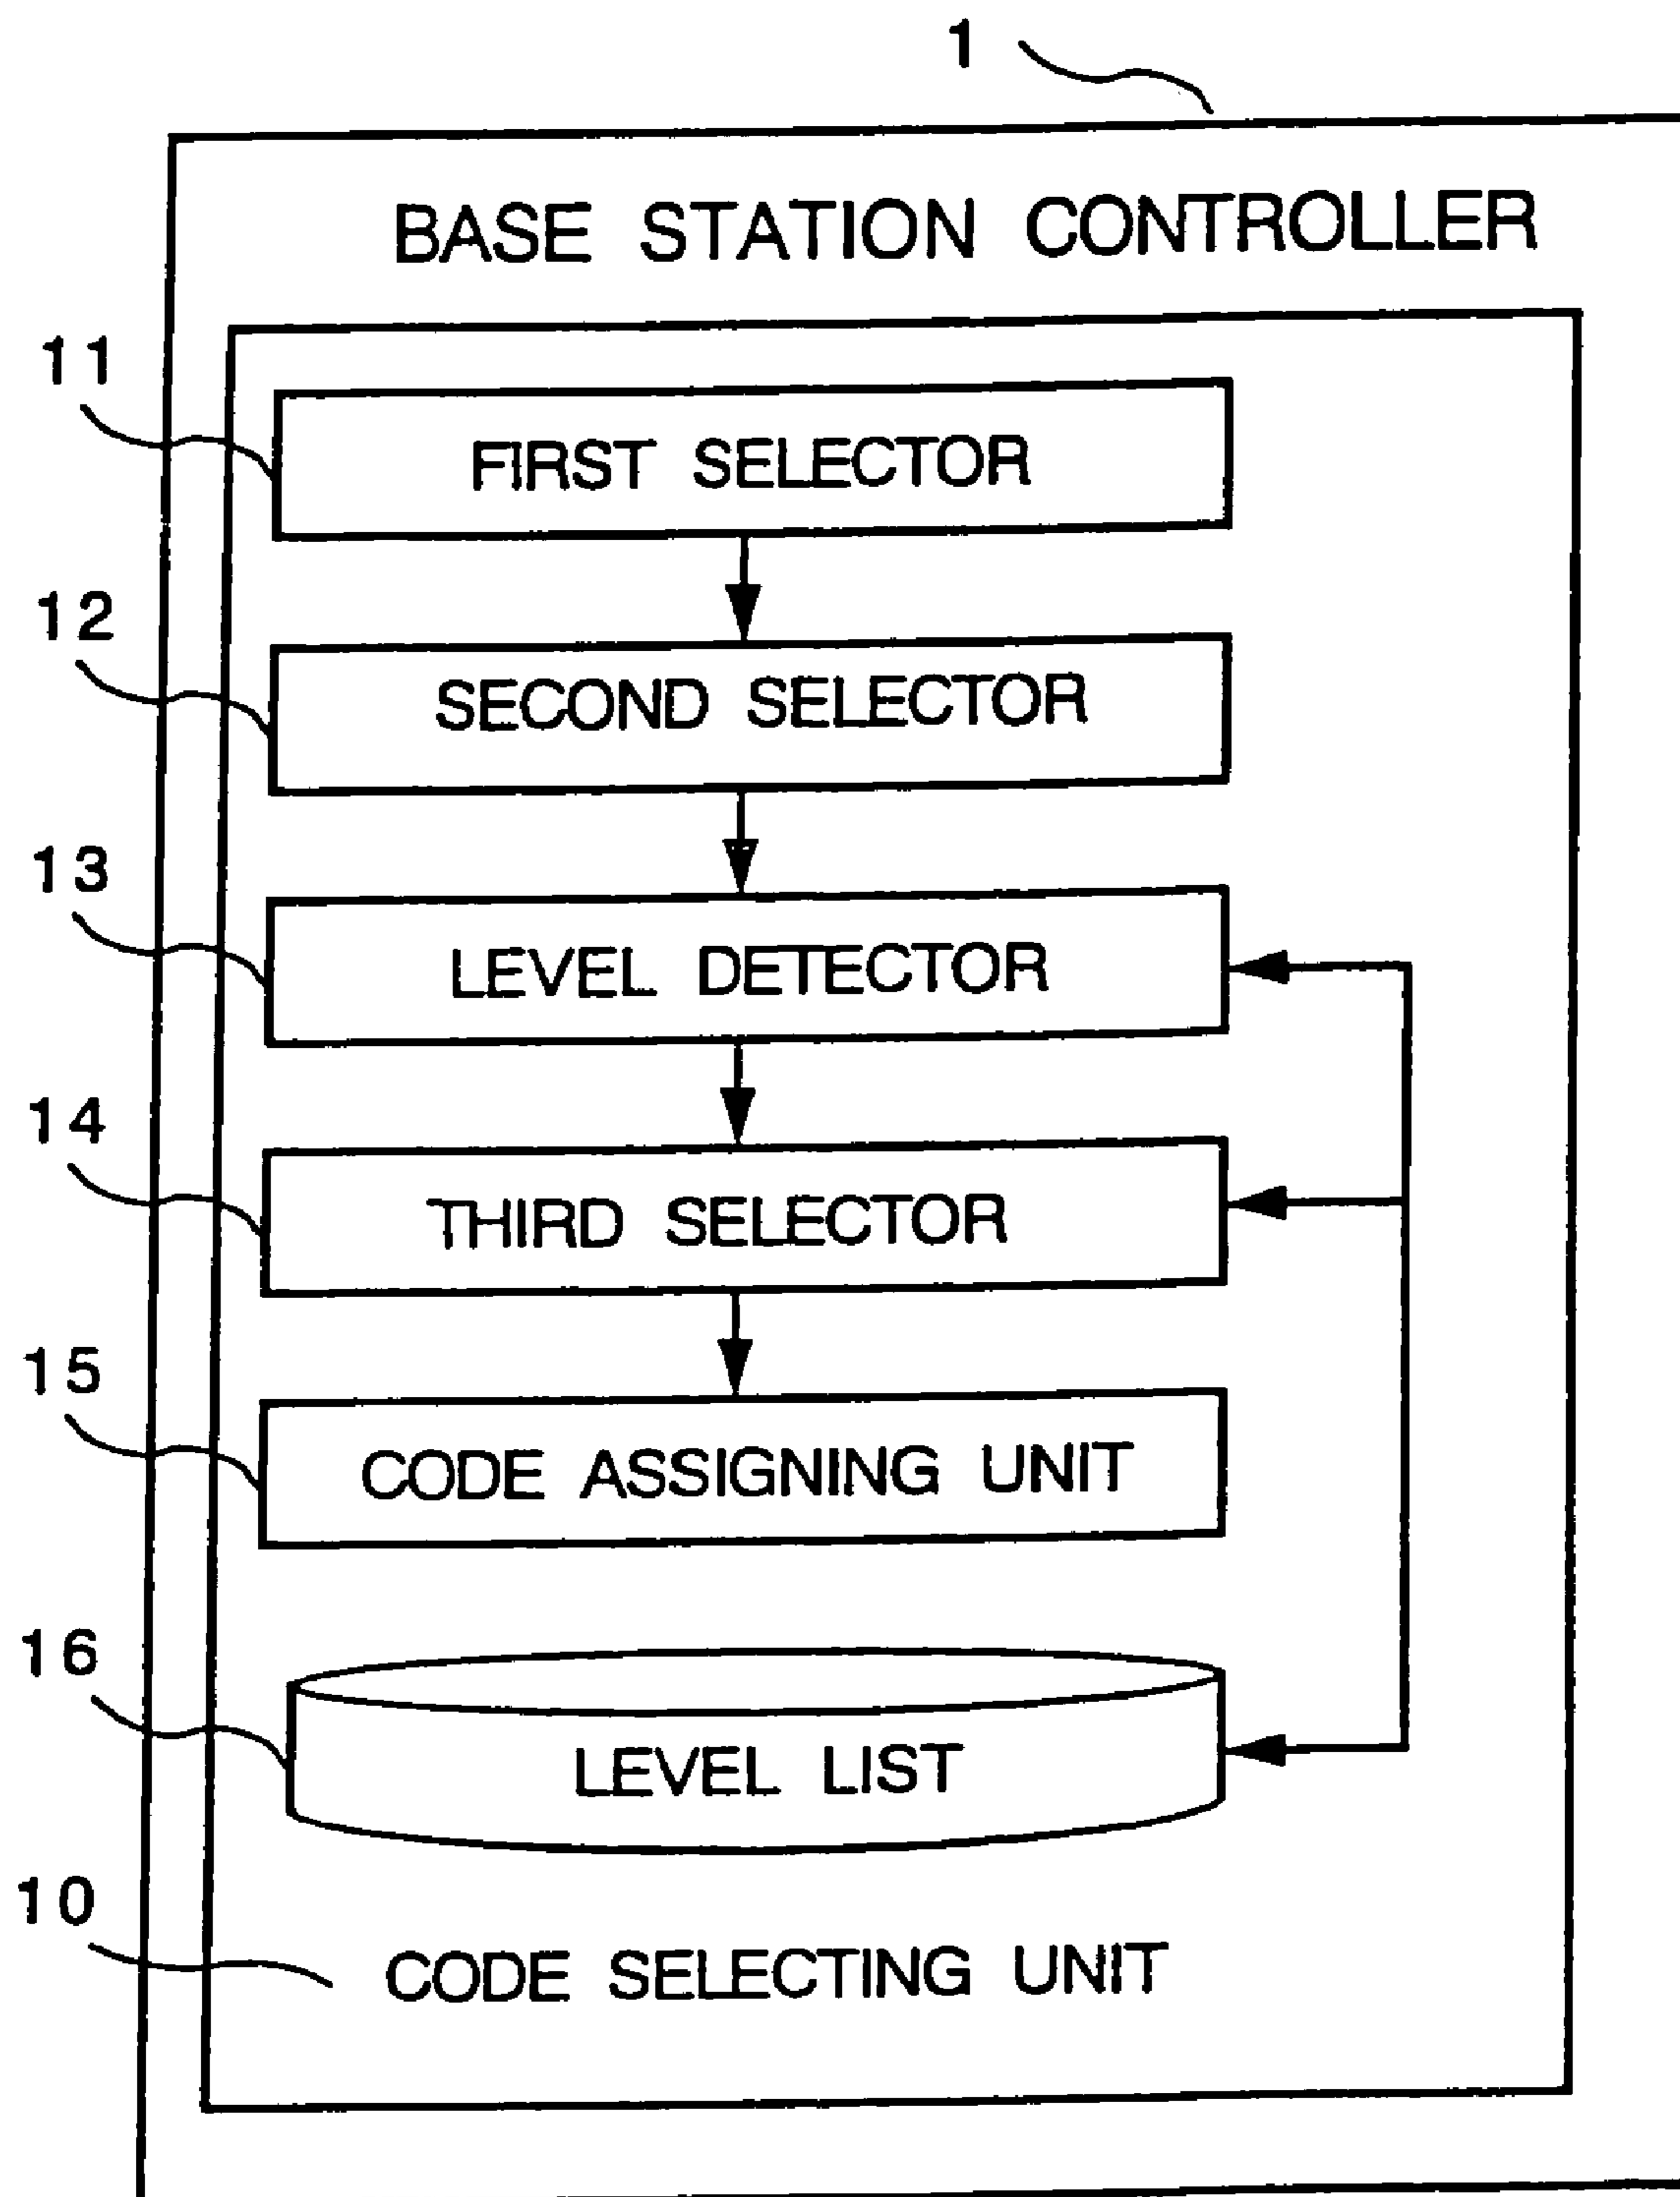 1
BASE STATION CONTROLLER
11
FIRST SELECTOR
12
SECOND SELECTOR
13
LEVEL DETECTOR
14
THIRD SELECTOR
15
CODE ASSIGNING UNIT
16
LEVEL LIST
10
CODE SELECTING UNIT